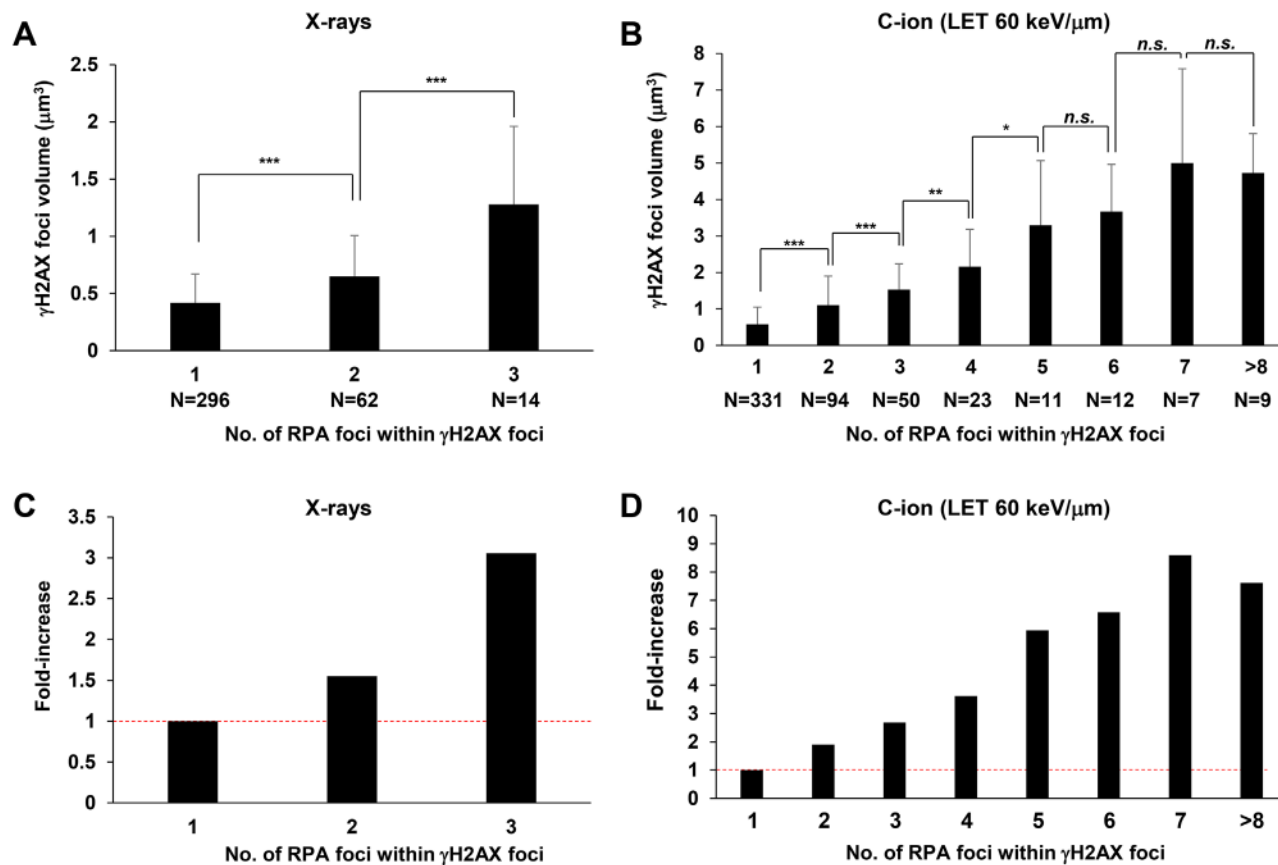 A
X-rays
γH2AX foci volume (μm³)
2.5
2
1.5
1
0.5
0
***
***
1 2 3
N=296 N=62 N=14
No. of RPA foci within γH2AX foci
B
C-ion (LET 60 keV/μm)
γH2AX foci volume (μm³)
8
7
6
5
4
3
2
1
0
***
***
**
*
n.s.
n.s.
n.s.
1 2 3 4 5 6 7 >8
N=331 N=94 N=50 N=23 N=11 N=12 N=7 N=9
No. of RPA foci within γH2AX foci
C
X-rays
Fold-increase
3.5
3
2.5
2
1.5
1
0.5
0
1 2 3
No. of RPA foci within γH2AX foci
D
C-ion (LET 60 keV/μm)
Fold-increase
10
9
8
7
6
5
4
3
2
1
0
1 2 3 4 5 6 7 >8
No. of RPA foci within γH2AX foci